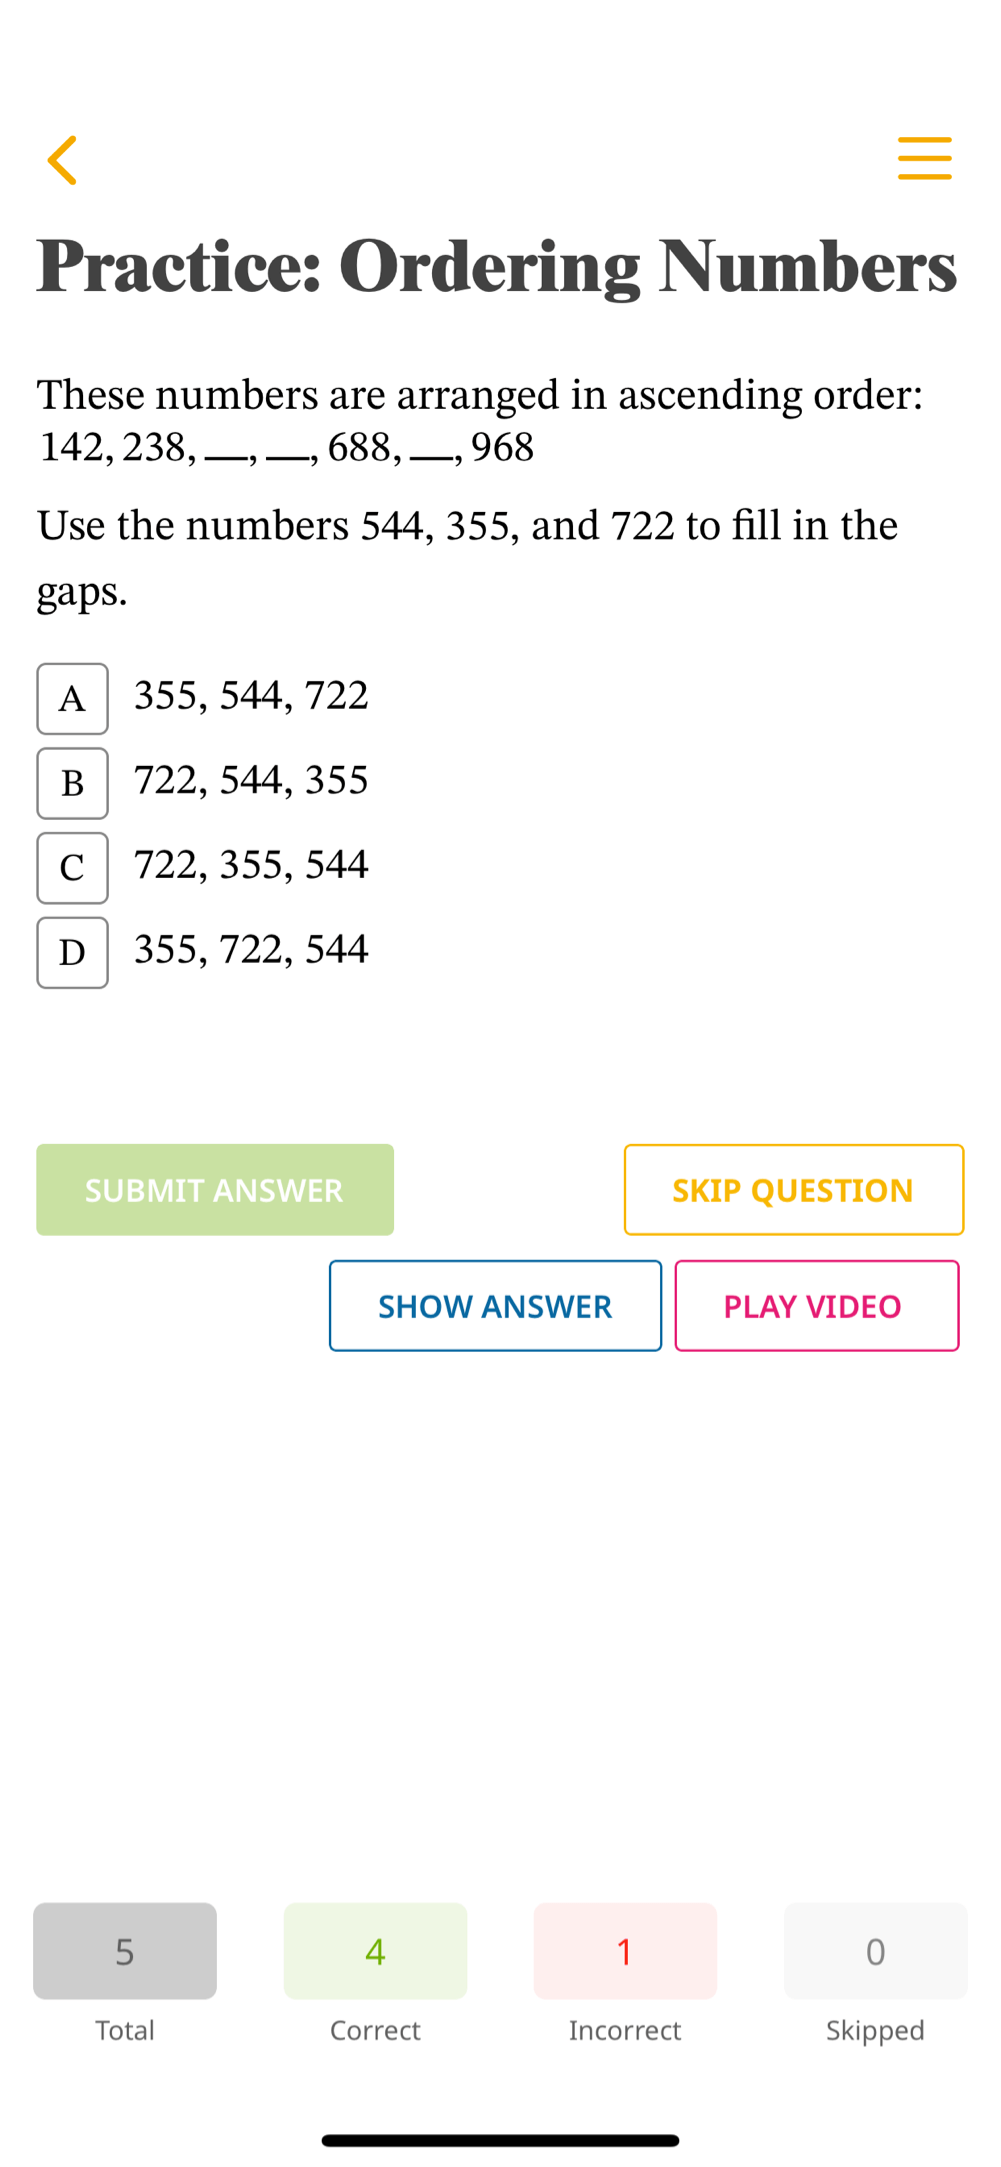 Practice: Ordering Numbers
These numbers are arranged in ascending order:
142, 238, __, __, 688, __, 968
Use the numbers 544, 355, and 722 to fill in the
gaps.
A 355, 544, 722
B 722, 544, 355
C 722, 355, 544
D 355, 722, 544
SUBMIT ANSWER SKIP QUESTION
SHOW ANSWER PLAY VIDEO
5 4 1 0
Total Correct Incorrect Skipped